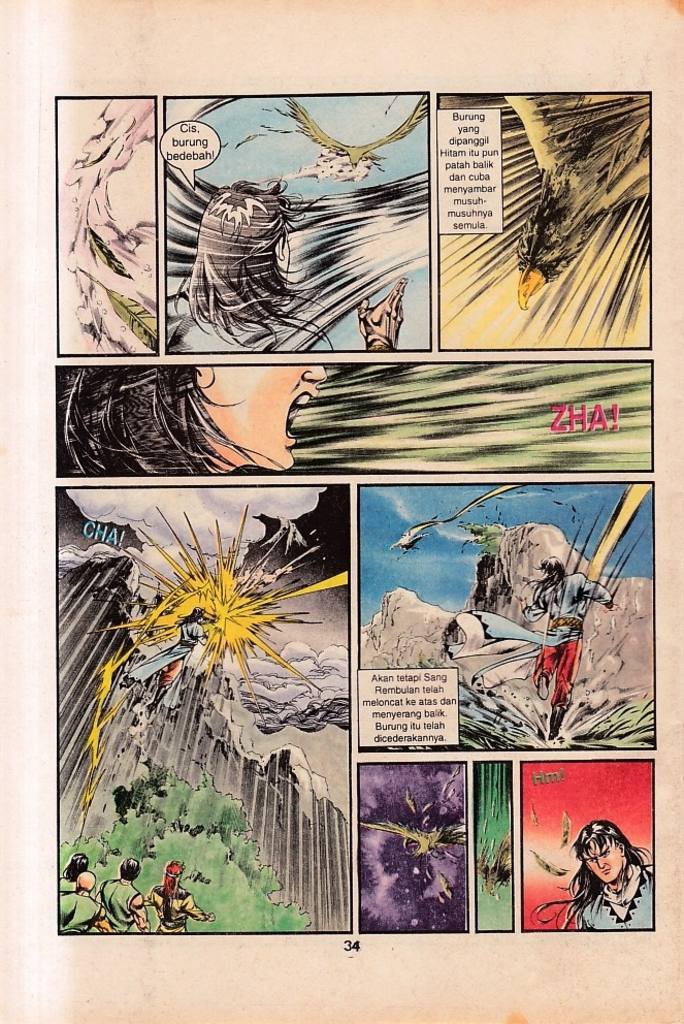 Cis,
burung
bedebah!
Burung
yang
dipanggil
Hitam itu pun
patah balik
dan cuba
menyambar
musuh-
musuhnya
semula.
ZHA!
CHA!
Akan tetapi Sang
Rembulan telah
meloncat ke atas dan
menyerang balik.
Burung itu telah
dicederakannya.
Hm!
34